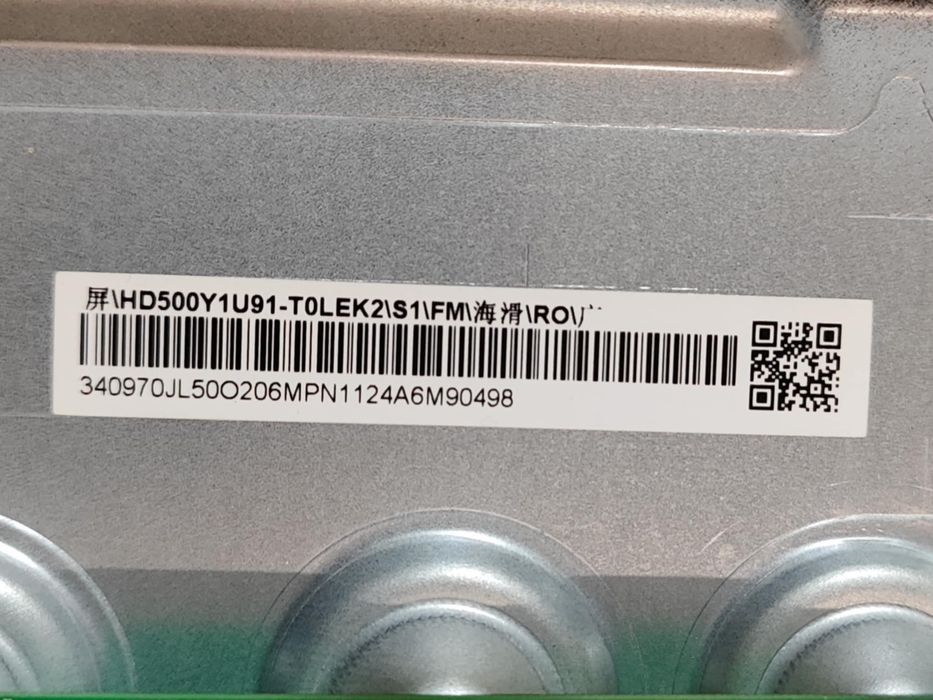 屏\HD500Y1U91-T0LEK2\S1\FM\海滑\RO\
340970JL50O206MPN1124A6M90498